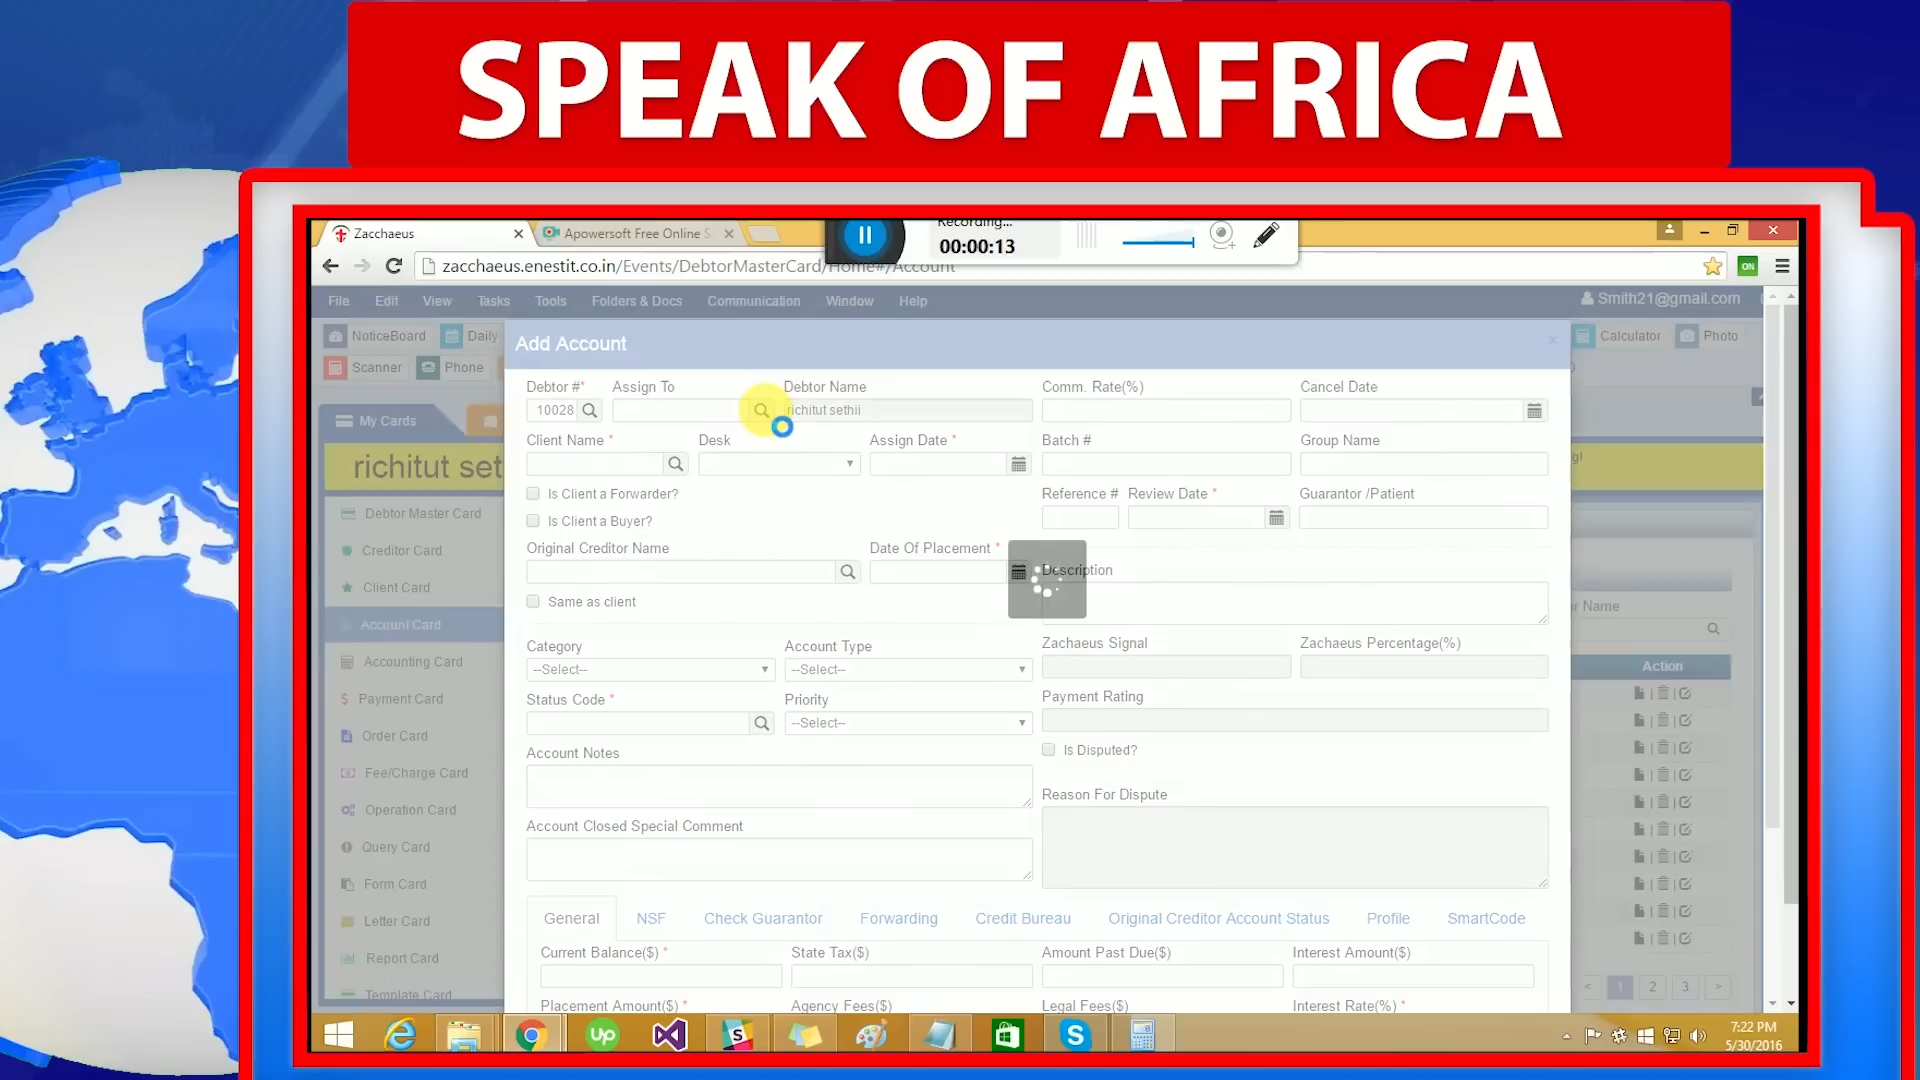 SPEAK OF AFRICA
Zacchaeus
Apowersoft Free Online S
Recording...
00:00:13
zacchaeus.enestit.co.in/Events/DebtorMasterCard/Home#/Account
ON
File Edit View Tasks Tools Folders & Docs Communication Window Help
Smith21@gmail.com
NoticeBoard Daily
Calculator Photo
Scanner Phone
Add Account
My Cards
richitut set
Debtor Master Card
Creditor Card
Client Card
Account Card
Accounting Card
Payment Card
Order Card
Fee/Charge Card
Operation Card
Query Card
Form Card
Letter Card
Report Card
Template Card
Debtor #* Assign To Debtor Name Comm. Rate(%) Cancel Date
10028 richitut sethii
Client Name * Desk Assign Date * Batch # Group Name
Is Client a Forwarder?
Reference # Review Date * Guarantor /Patient
Is Client a Buyer?
Original Creditor Name Date Of Placement *
Description
Same as client
Category Account Type Zachaeus Signal Zachaeus Percentage(%)
--Select-- --Select--
Status Code * Priority Payment Rating
--Select--
Account Notes Is Disputed?
Reason For Dispute
Account Closed Special Comment
General NSF Check Guarantor Forwarding Credit Bureau Original Creditor Account Status Profile SmartCode
Current Balance($) * State Tax($) Amount Past Due($) Interest Amount($)
Placement Amount($) * Agency Fees($) Legal Fees($) Interest Rate(%) *
g!
r Name
Action
< 1 2 3 >
Up
7:22 PM
5/30/2016